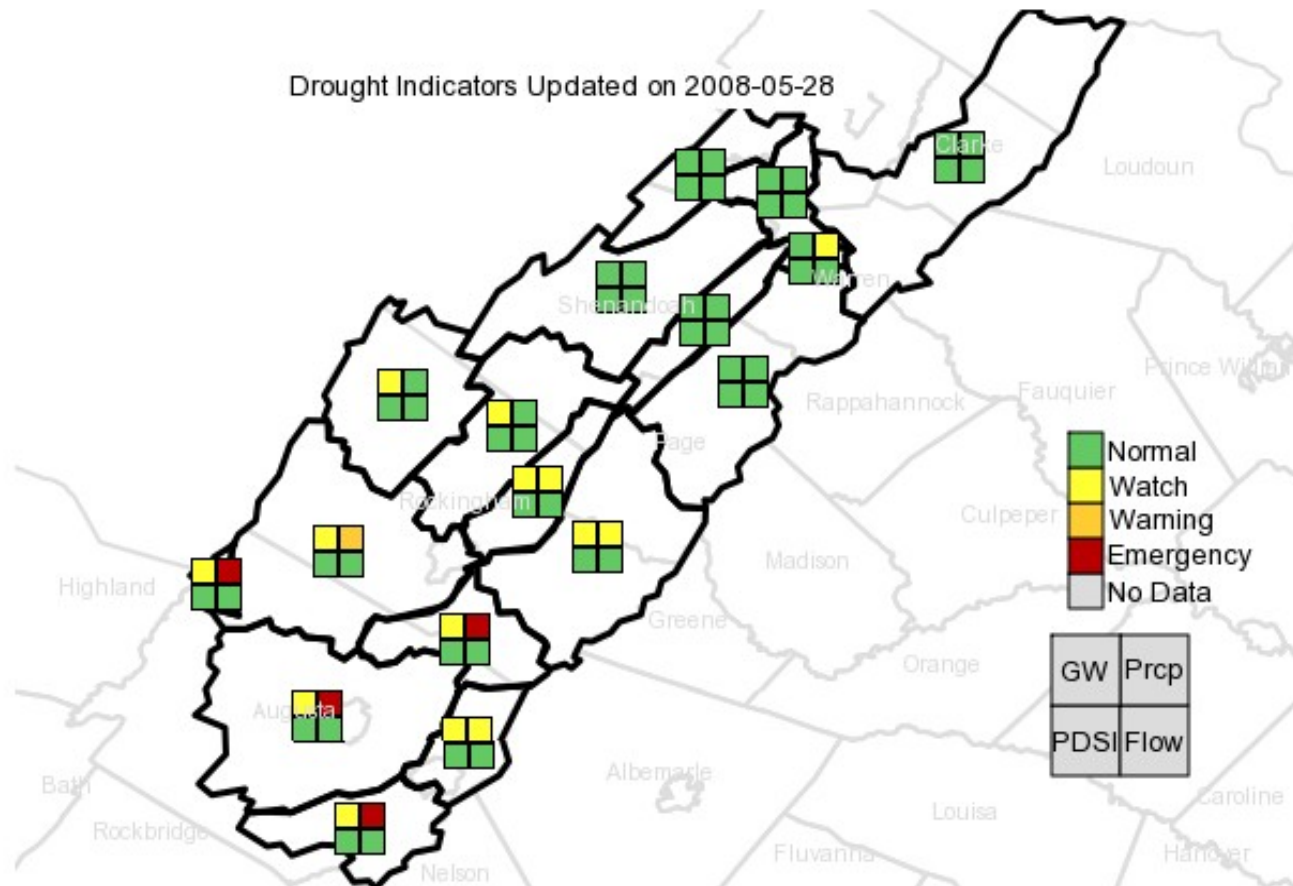 Drought Indicators Updated on 2008-05-28
Clarke
Loudoun
Warren
Shenandoah
Prince William
Fauquier
Rappahannock
Page
Normal
Rockingham
Watch
Culpeper
Warning
Madison
Emergency
Highland
No Data
Greene
Orange
GW Prcp
Augusta
PDSI Flow
Albemarle
Bath
Louisa
Caroline
Rockbridge
Fluvanna
Hanover
Nelson